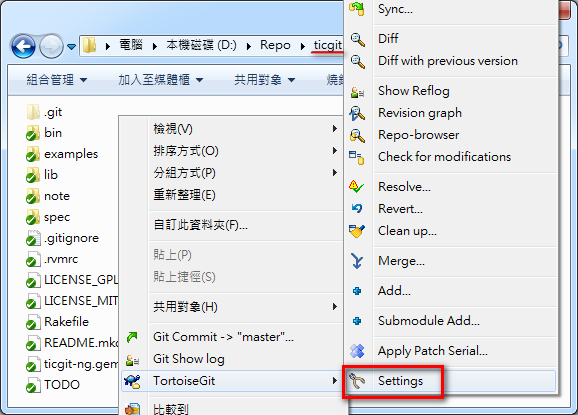 Sync...
電腦 本機磁碟 (D:) Repo ticgit
Diff
Diff with previous version
組合管理 加入至媒體櫃 共用對象
Show Reflog
Revision graph
Repo-browser
Check for modifications
Resolve...
Revert...
Clean up...
Merge...
Add...
Submodule Add...
Apply Patch Serial...
Settings
.git
bin
examples
lib
note
spec
.gitignore
.rvmrc
LICENSE_GPL
LICENSE_MIT
Rakefile
README.mkd
ticgit-ng.gem
TODO
檢視(V)
排序方式(O)
分組方式(P)
重新整理(E)
自訂此資料夾(F)...
貼上(P)
貼上捷徑(S)
共用對象(H)
Git Commit -> "master"...
Git Show log
TortoiseGit
比較到